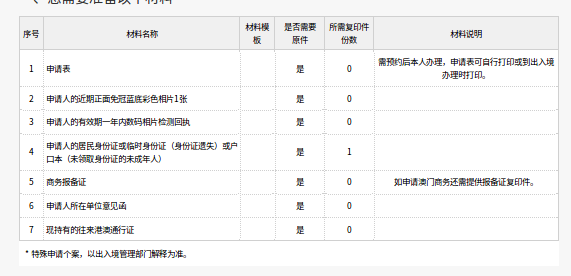 您需要准备以下材料
序号 材料名称 材料模 是否需要 所需复印件 材料说明
板 原件 份数
1 申请表 是 0 需预约后本人办理，申请表可自行打印或到出入境
办理时打印。
2 申请人的近期正面免冠蓝底彩色相片1张 是 0
3 申请人的有效期一年内数码相片检测回执 是 0
4 申请人的居民身份证或临时身份证（身份证遗失）或户 是 1
口本（未领取身份证的未成年人）
5 商务报备证 是 0 如申请澳门商务还需提供报备证复印件。
6 申请人所在单位意见函 是 0
7 现持有的往来港澳通行证 是 0
* 特殊申请个案，以出入境管理部门解释为准。